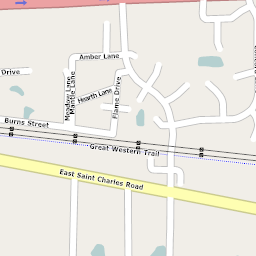 Amber Lane
Drive
Meadow Lane
Mantle Lane
Hearth Lane
Flame Drive
Burns Street
Great Western Trail
East Saint Charles Road